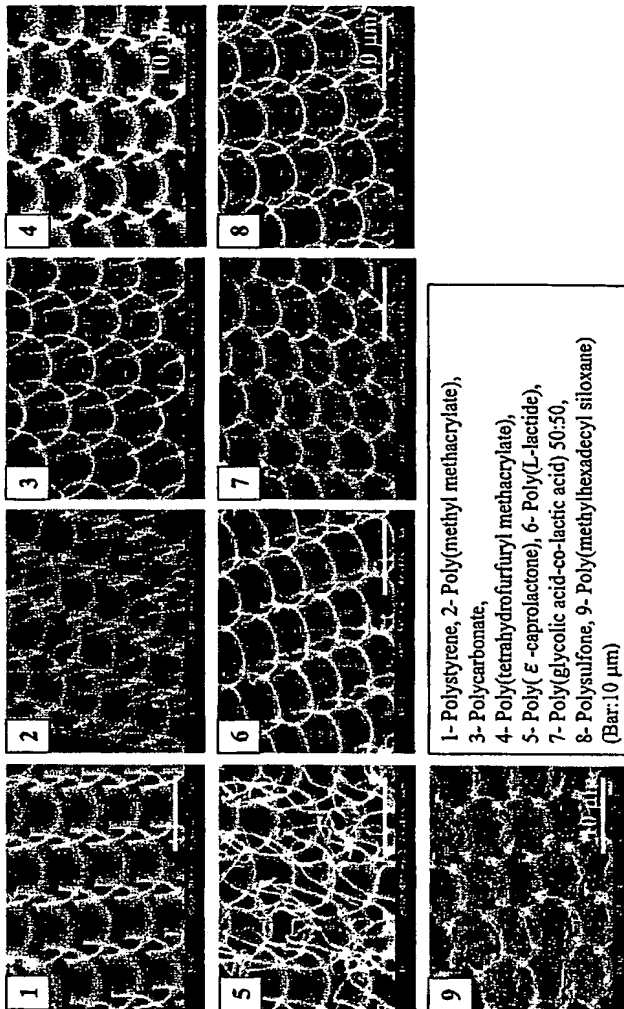 1
2
3
4
10 μm
5
6
7
8
10 μm
9
10 μm
1- Polystyrene, 2- Poly(methyl methacrylate),
3- Polycarbonate,
4- Poly(tetrahydrofurfuryl methacrylate),
5- Poly( ε -caprolactone), 6- Poly(L-lactide),
7- Poly(glycolic acid-co-lactic acid) 50:50,
8- Polysulfone, 9- Poly(methylhexadecyl siloxane)
(Bar:10 μm)